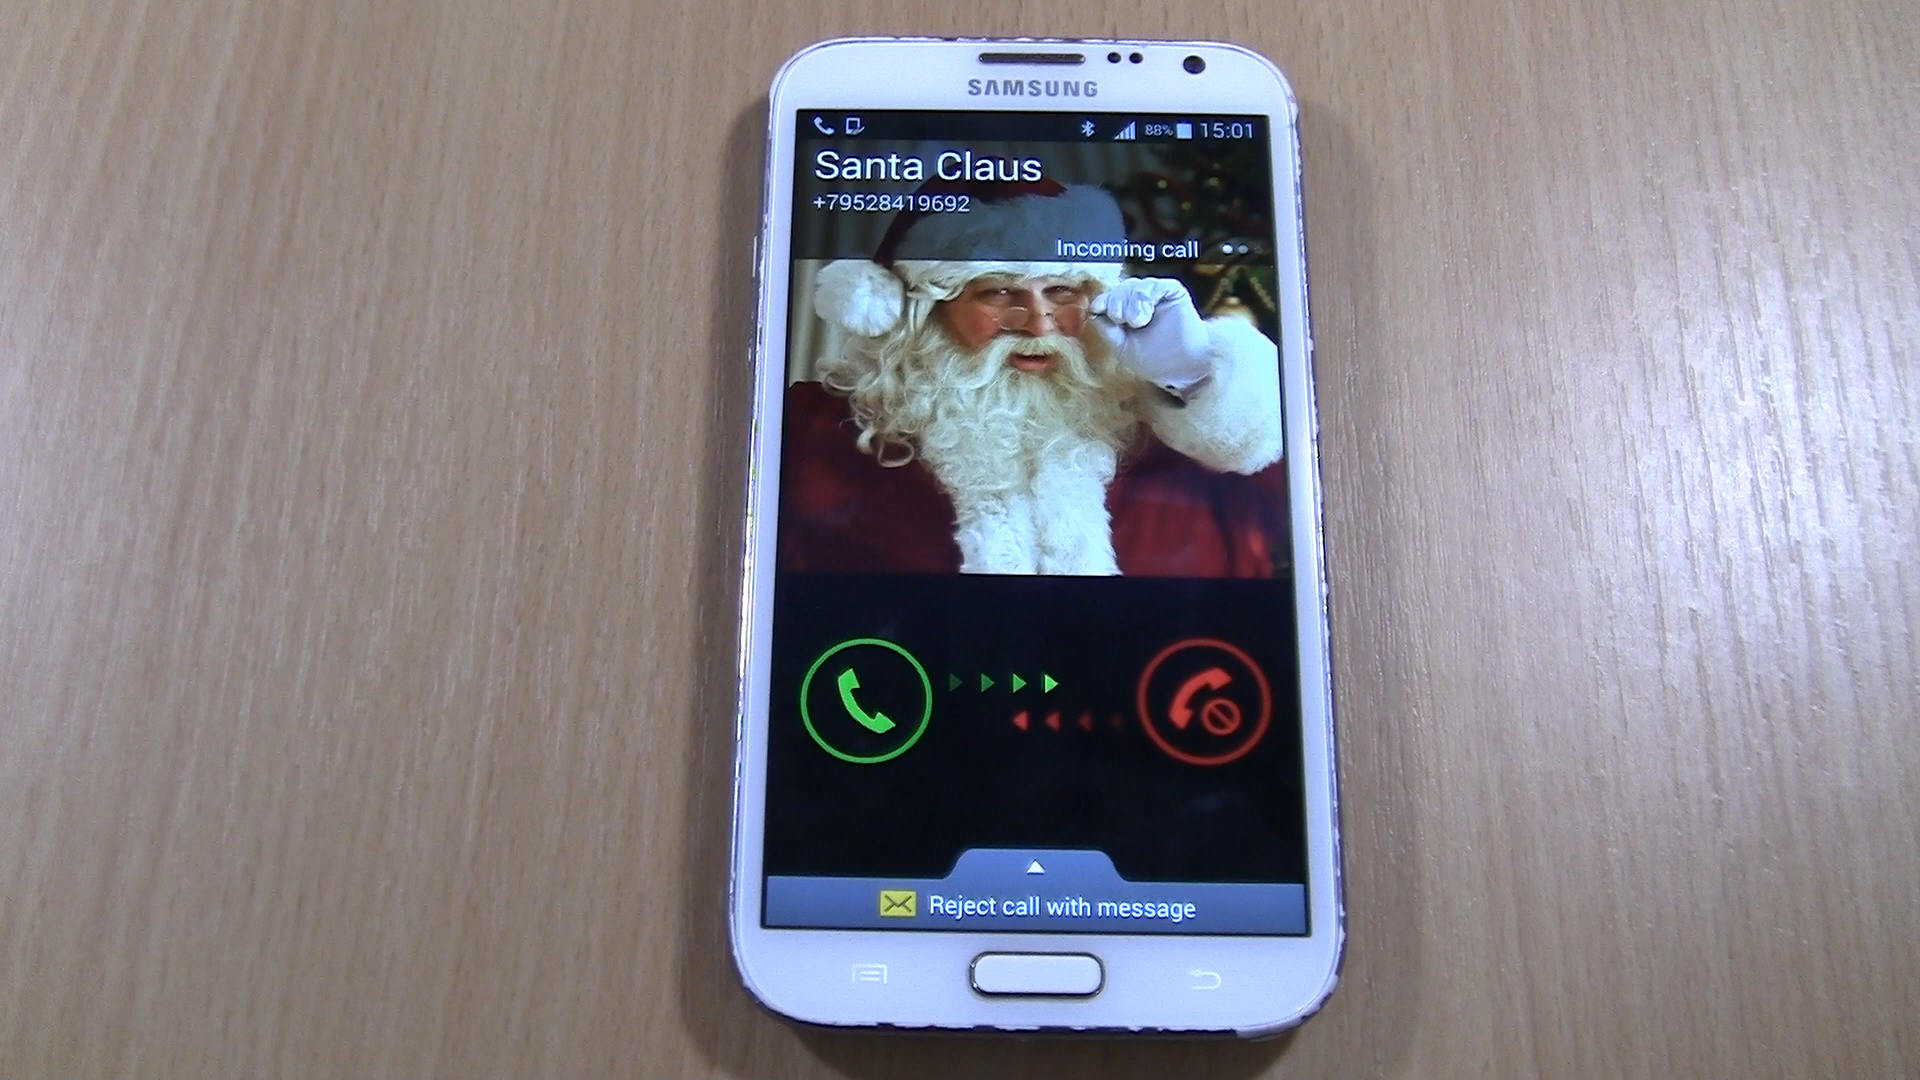 SAMSUNG
88% 15:01
Santa Claus
+79528419692
Incoming call
Reject call with message